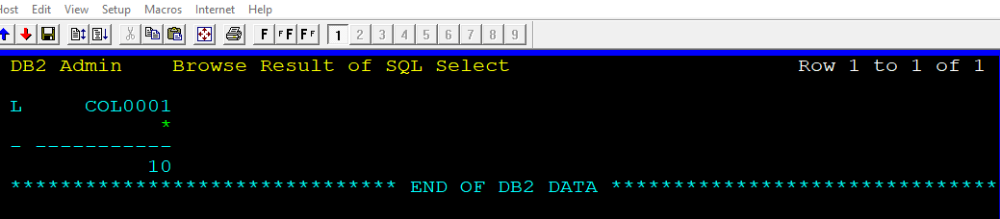 Host Edit View Setup Macros Internet Help
F FF FF 1 2 3 4 5 6 7 8 9
DB2 Admin Browse Result of SQL Select Row 1 to 1 of 1
L COL0001
*
- -----------
10
******************************* END OF DB2 DATA *******************************